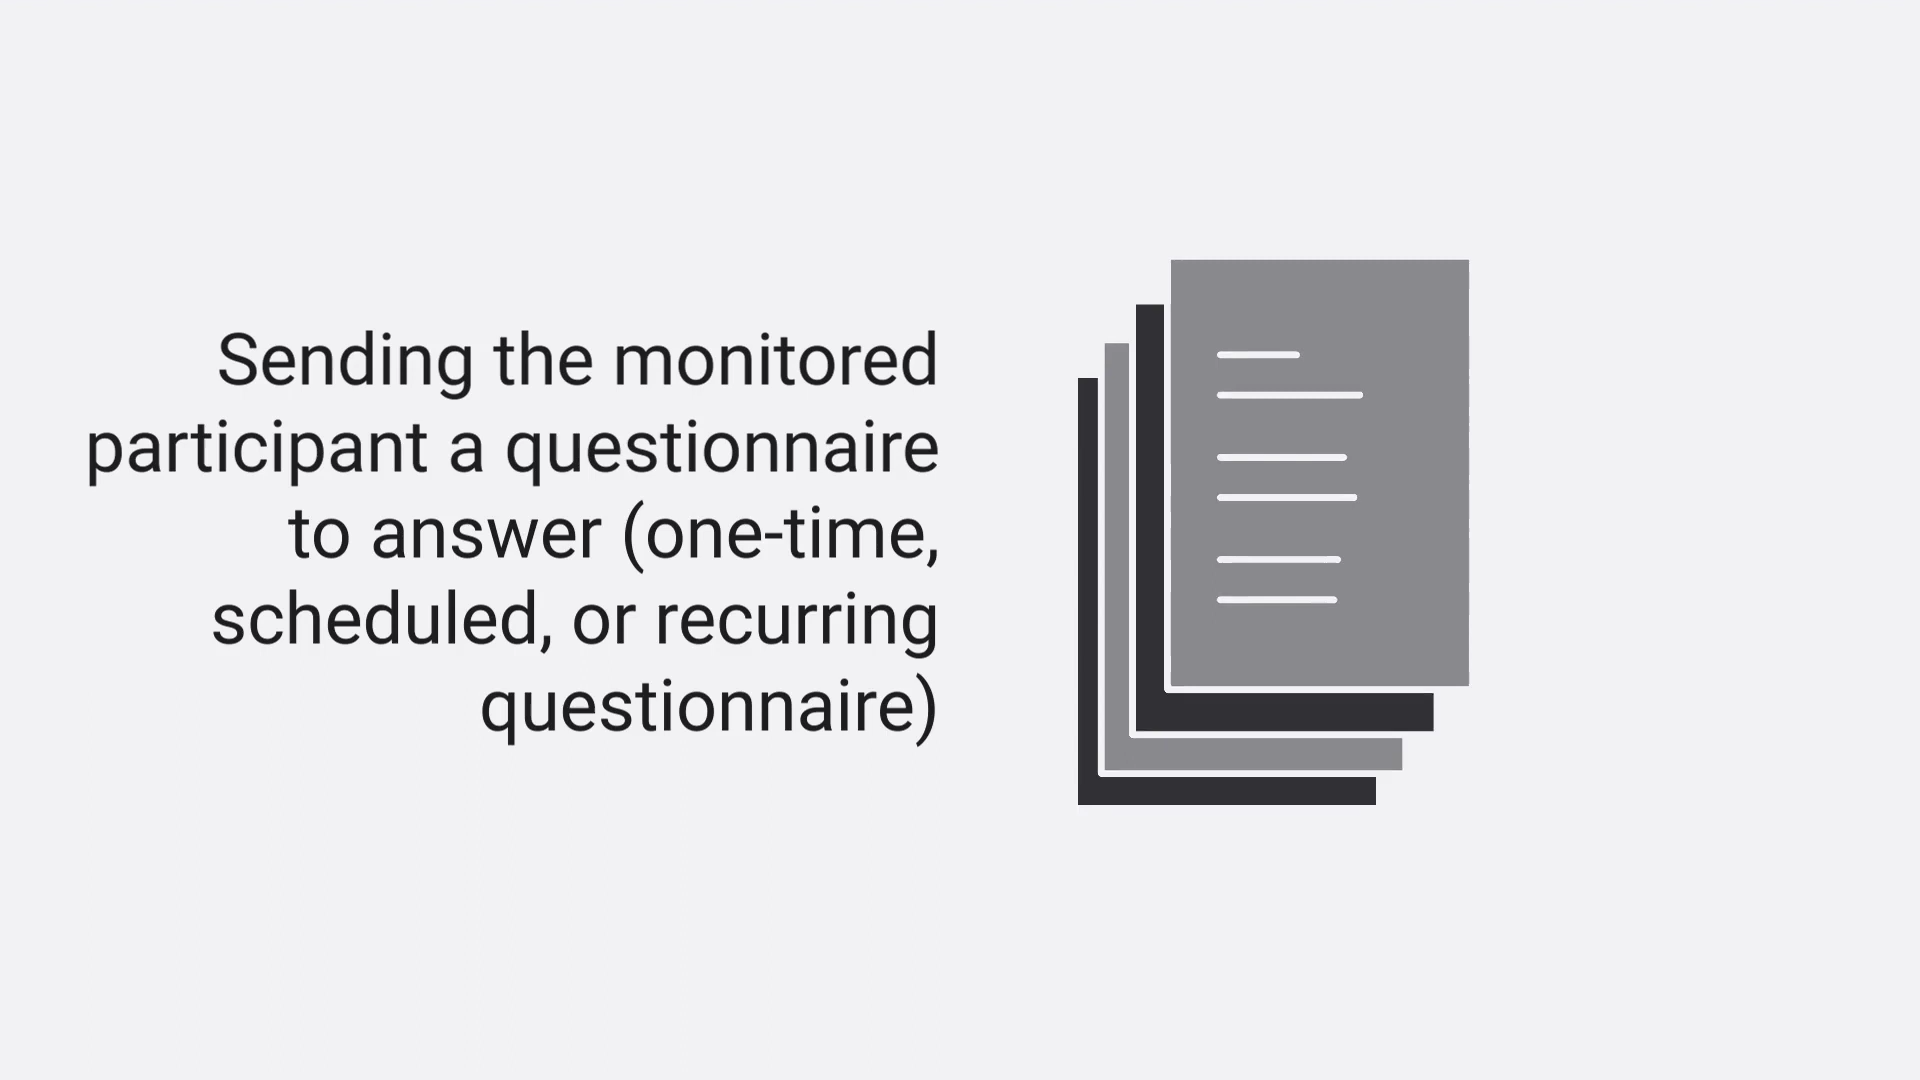 Sending the monitored
participant a questionnaire
to answer (one-time,
scheduled, or recurring
questionnaire)